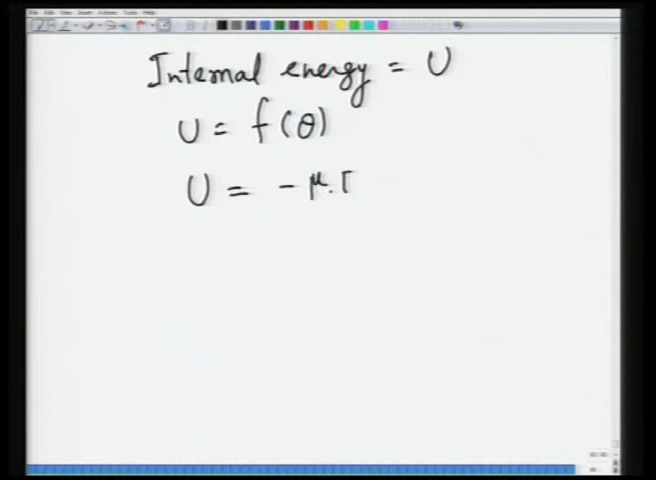 Internal energy = U
U = f(θ)
U = - μ.